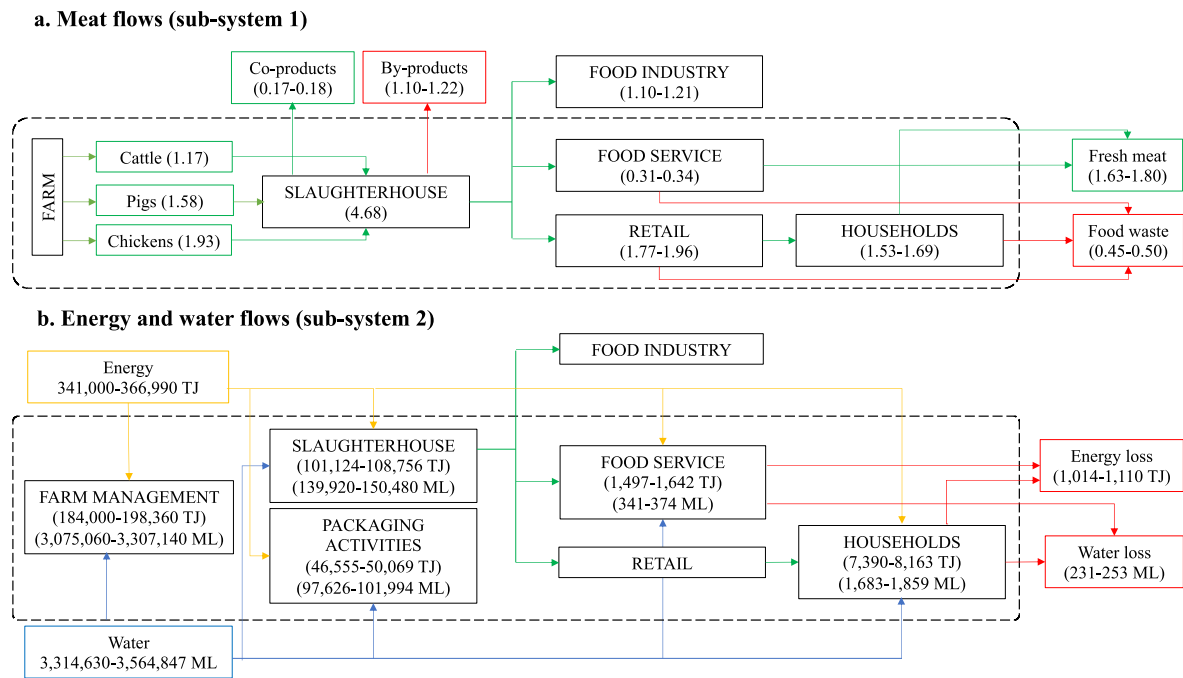 a. Meat flows (sub-system 1)
Co-products
(0.17-0.18)
By-products
(1.10-1.22)
FOOD INDUSTRY
(1.10-1.21)
FARM
Cattle (1.17)
Pigs (1.58)
Chickens (1.93)
SLAUGHTERHOUSE
(4.68)
FOOD SERVICE
(0.31-0.34)
RETAIL
(1.77-1.96)
HOUSEHOLDS
(1.53-1.69)
Fresh meat
(1.63-1.80)
Food waste
(0.45-0.50)
b. Energy and water flows (sub-system 2)
Energy
341,000-366,990 TJ
FOOD INDUSTRY
FARM MANAGEMENT
(184,000-198,360 TJ)
(3,075,060-3,307,140 ML)
SLAUGHTERHOUSE
(101,124-108,756 TJ)
(139,920-150,480 ML)
PACKAGING
ACTIVITIES
(46,555-50,069 TJ)
(97,626-101,994 ML)
FOOD SERVICE
(1,497-1,642 TJ)
(341-374 ML)
RETAIL
HOUSEHOLDS
(7,390-8,163 TJ)
(1,683-1,859 ML)
Energy loss
(1,014-1,110 TJ)
Water loss
(231-253 ML)
Water
3,314,630-3,564,847 ML